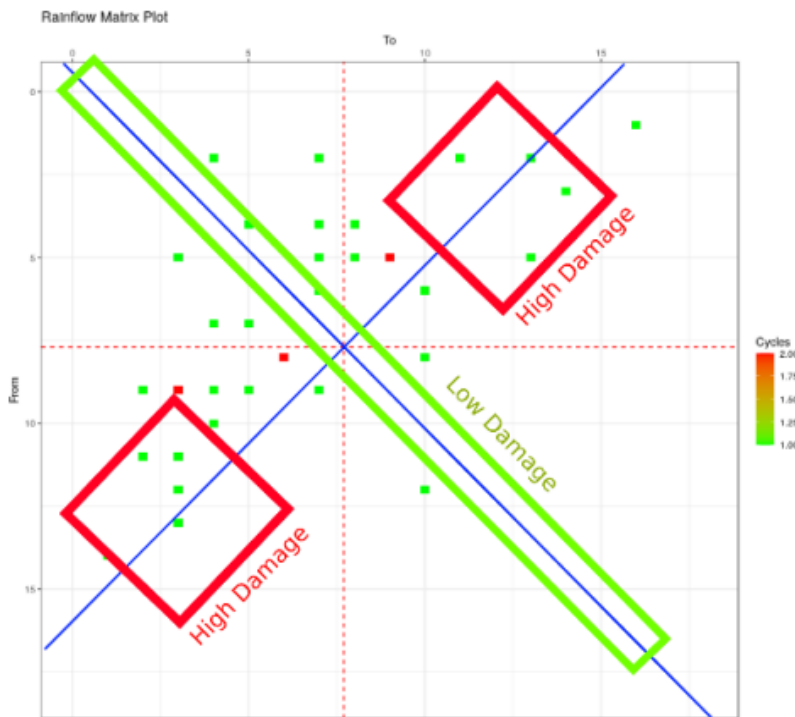 Rainflow Matrix Plot
To
0
5
10
15
0
5
10
15
From
High Damage
Low Damage
High Damage
Cycles
2.00
1.75
1.50
1.25
1.00